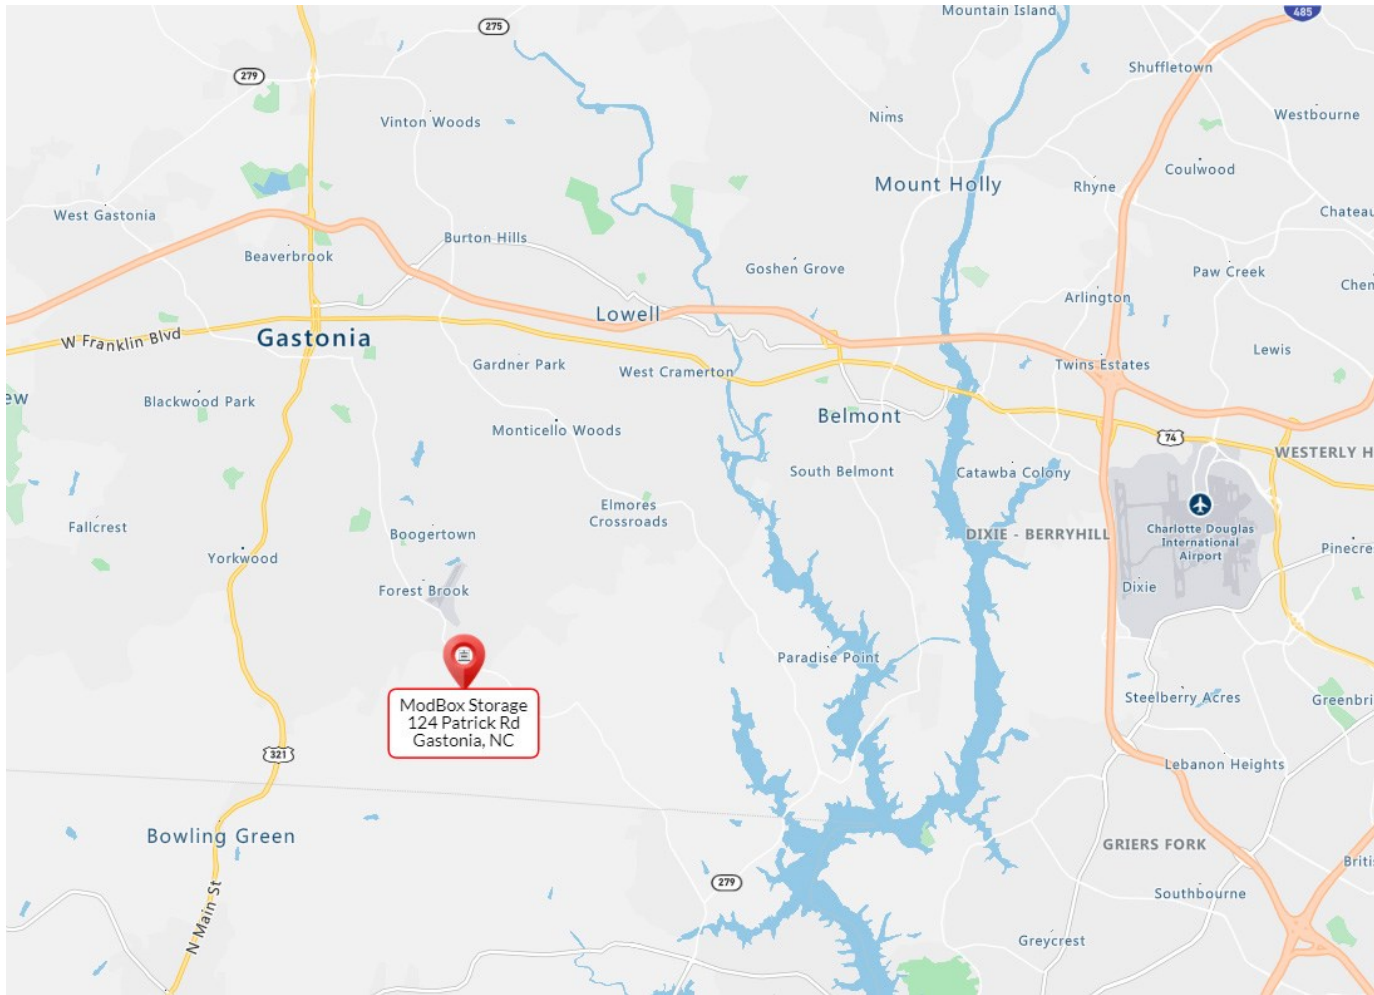 Mountain Island
485
275
279
Shuffletown
Vinton Woods
Nims
Westbourne
Coulwood
Mount Holly
Rhyne
West Gastonia
Chateau
Burton Hills
Beaverbrook
Goshen Grove
Paw Creek
Chen
Arlington
Lowell
W Franklin Blvd
Gastonia
Lewis
Gardner Park
West Cramerton
Twins Estates
ew
Blackwood Park
Belmont
Monticello Woods
74
WESTERLY H
South Belmont
Catawba Colony
Elmores
Crossroads
Fallcrest
Boogertown
DIXIE - BERRYHILL
Charlotte Douglas
International
Airport
Pinecre
Yorkwood
Forest Brook
Dixie
Paradise Point
ModBox Storage
124 Patrick Rd
Gastonia, NC
Steelberry Acres
Greenbri
321
Lebanon Heights
Bowling Green
GRIERS FORK
Briti
279
Southbourne
N Main St
Greycrest